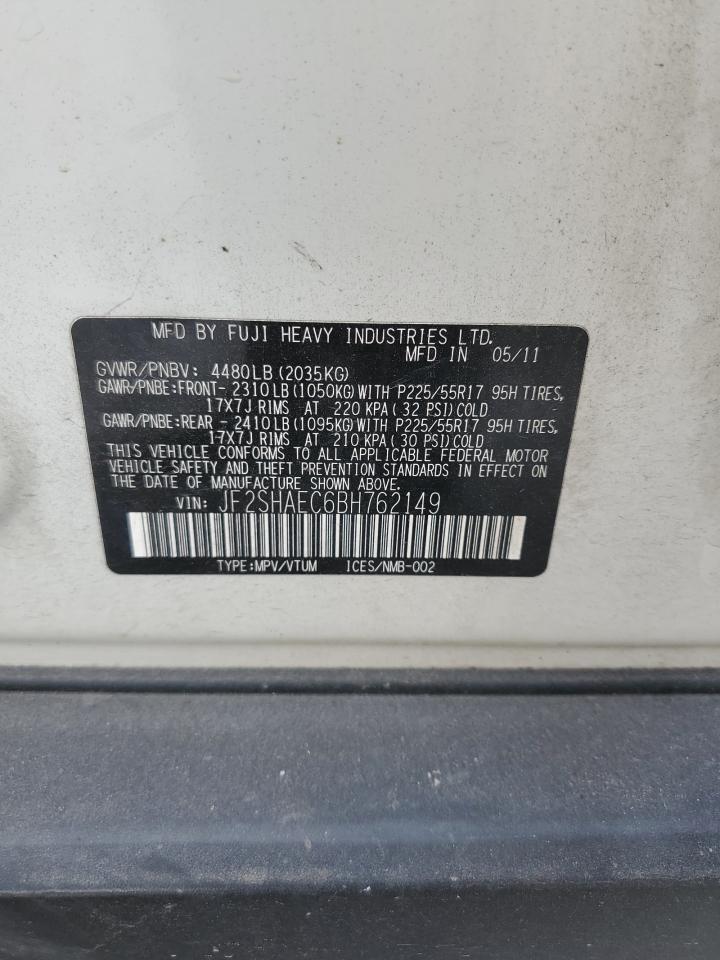 MFD BY FUJI HEAVY INDUSTRIES LTD.
MFD IN 05/11
GVWR/PNBV: 4480LB(2035KG)
GAWR/PNBE:FRONT- 2310LB(1050KG)WITH P225/55R17 95H TIRES,
17X7J RIMS AT 220 KPA(32 PSI)COLD
GAWR/PNBE:REAR - 2410LB(1095KG)WITH P225/55R17 95H TIRES,
17X7J RIMS AT 210 KPA(30 PSI)COLD
THIS VEHICLE CONFORMS TO ALL APPLICABLE FEDERAL MOTOR
VEHICLE SAFETY AND THEFT PREVENTION STANDARDS IN EFFECT ON
THE DATE OF MANUFACTURE SHOWN ABOVE.
VIN: JF2SHAEC6BH762149
TYPE:MPV/VTUM ICES/NMB-002